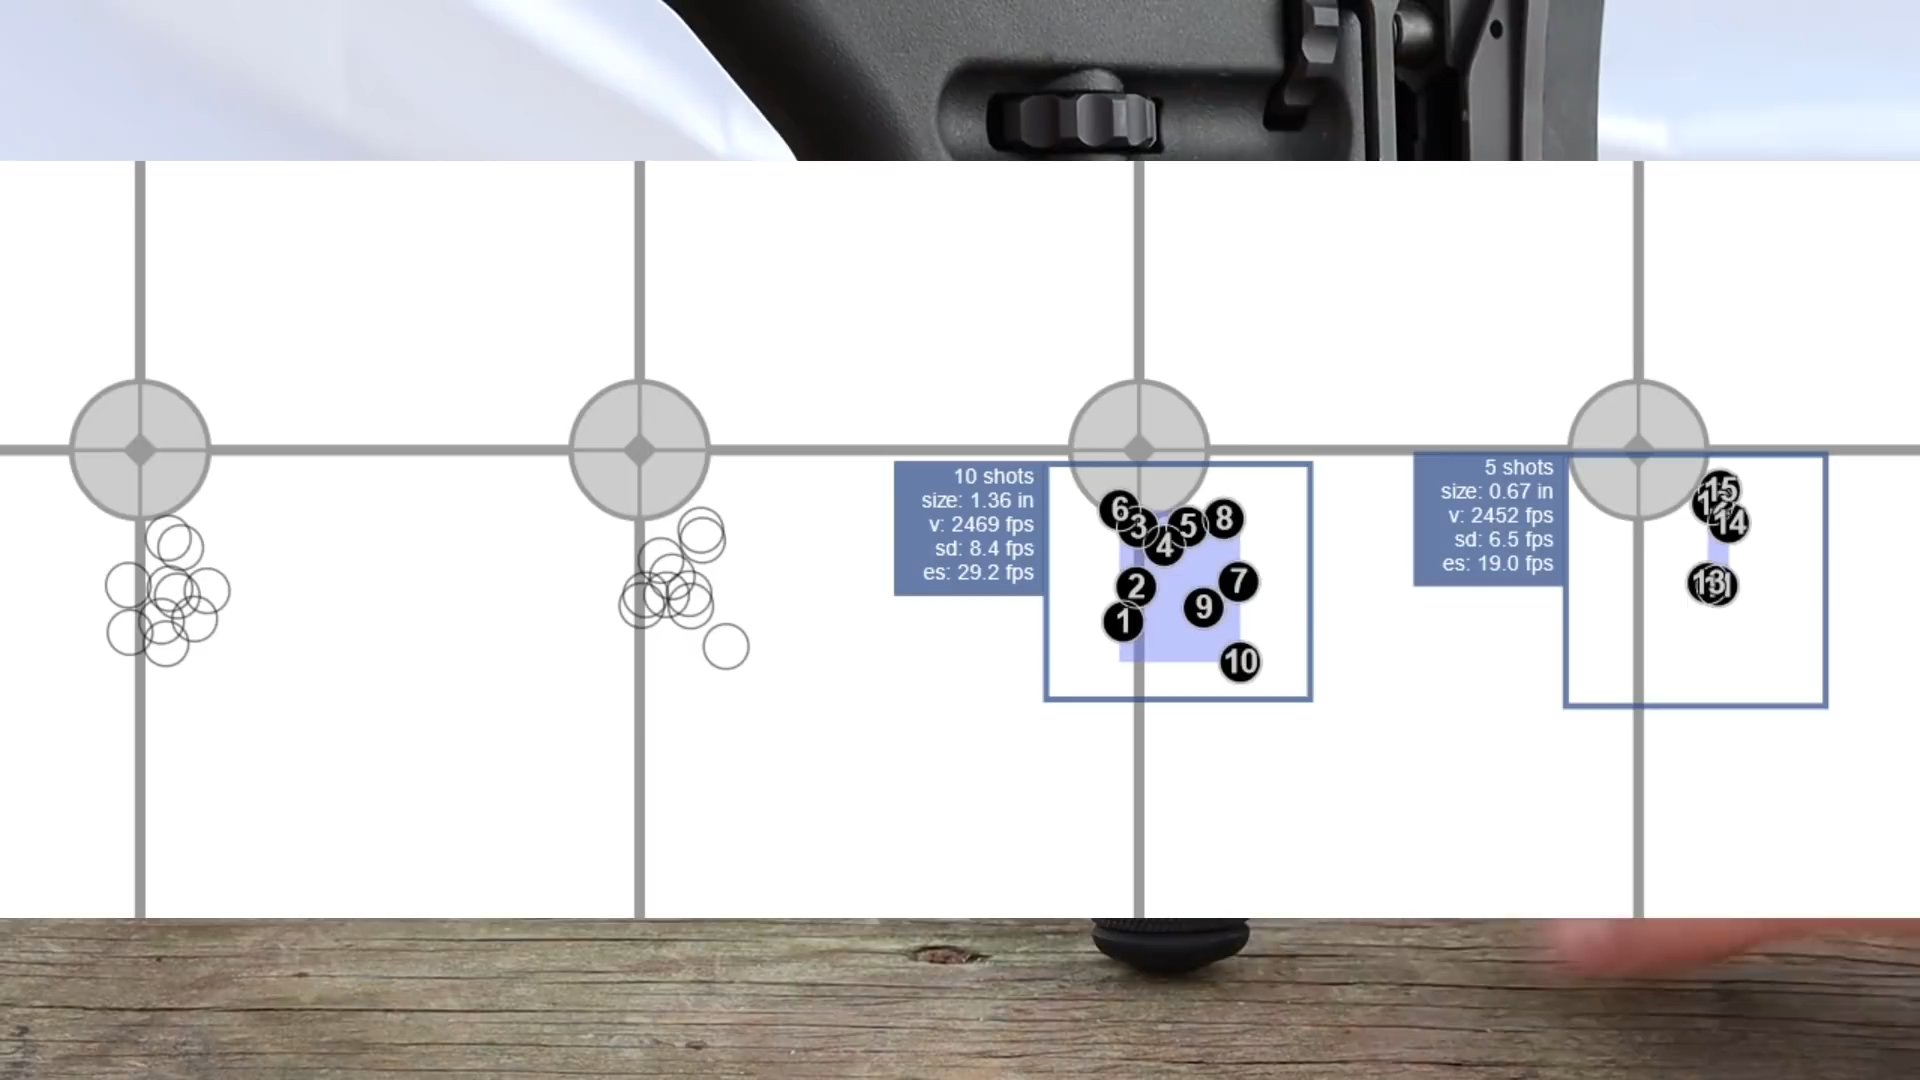 10 shots
size: 1.36 in
v: 2469 fps
sd: 8.4 fps
es: 29.2 fps
6
3
5
8
4
2
7
9
1
10
5 shots
size: 0.67 in
v: 2452 fps
sd: 6.5 fps
es: 19.0 fps
15
14
13